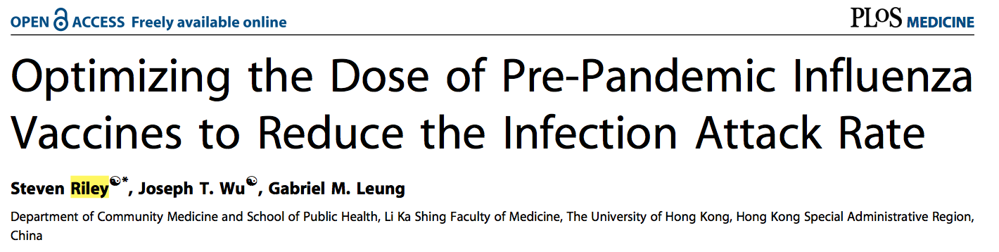 OPEN ACCESS Freely available online
PLoS MEDICINE
Optimizing the Dose of Pre-Pandemic Influenza
Vaccines to Reduce the Infection Attack Rate
Steven Riley☯*, Joseph T. Wu☯, Gabriel M. Leung
Department of Community Medicine and School of Public Health, Li Ka Shing Faculty of Medicine, The University of Hong Kong, Hong Kong Special Administrative Region,
China